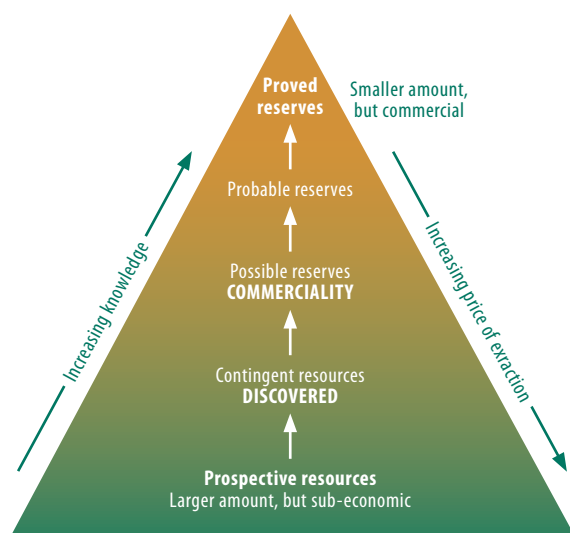 Proved
reserves
Smaller amount,
but commercial
Probable reserves
Increasing knowledge
Increasing price of exraction
Possible reserves
COMMERCIALITY
Contingent resources
DISCOVERED
Prospective resources
Larger amount, but sub-economic